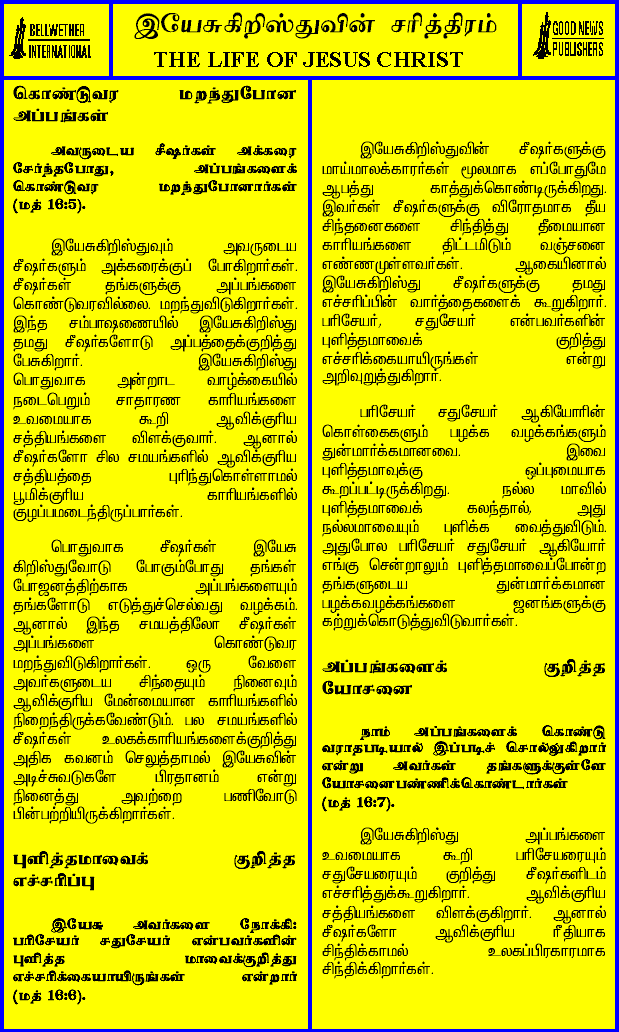 BELLWETHER
INTERNATIONAL
இயேசுகிறிஸ்துவின் சரித்திரம்
THE LIFE OF JESUS CHRIST
GOOD NEWS
PUBLISHERS
கொண்டுவர மறந்துபோன
அப்பங்கள்
அவருடைய சீஷர்கள் அக்கரை
சேர்ந்தபோது, அப்பங்களைக்
கொண்டுவர மறந்துபோனார்கள்
(மத் 16:5).
இயேசுகிறிஸ்துவும் அவருடைய
சீஷர்களும் அக்கரைக்குப் போகிறார்கள்.
சீஷர்கள் தங்களுக்கு அப்பங்களை
கொண்டுவரவில்லை. மறந்துவிடுகிறார்கள்.
இந்த சம்பாஷணையில் இயேசுகிறிஸ்து
தமது சீஷர்களோடு அப்பத்தைக்குறித்து
பேசுகிறார். இயேசுகிறிஸ்து
பொதுவாக அன்றாட வாழ்க்கையில்
நடைபெறும் சாதாரண காரியங்களை
உவமையாக கூறி ஆவிக்குரிய
சத்தியங்களை விளக்குவார். ஆனால்
சீஷர்களோ சில சமயங்களில் ஆவிக்குரிய
சத்தியத்தை புரிந்துகொள்ளாமல்
பூமிக்குரிய காரியங்களில்
குழப்பமடைந்திருப்பார்கள்.
பொதுவாக சீஷர்கள் இயேசு
கிறிஸ்துவோடு போகும்போது தங்கள்
போஜனத்திற்காக அப்பங்களையும்
தங்களோடு எடுத்துச்செல்வது வழக்கம்.
ஆனால் இந்த சமயத்திலோ சீஷர்கள்
அப்பங்களை கொண்டுவர
மறந்துவிடுகிறார்கள். ஒரு வேளை
அவர்களுடைய சிந்தையும் நினைவும்
ஆவிக்குரிய மேன்மையான காரியங்களில்
நிறைந்திருக்கவேண்டும். பல சமயங்களில்
சீஷர்கள் உலகக்காரியங்களைக்குறித்து
அதிக கவனம் செலுத்தாமல் இயேசுவின்
அடிச்சுவடுகளே பிரதானம் என்று
நினைத்து அவற்றை பணிவோடு
பின்பற்றியிருக்கிறார்கள்.
புளித்தமாவைக் குறித்த
எச்சரிப்பு
இயேசு அவர்களை நோக்கி:
பரிசேயர் சதுசேயர் என்பவர்களின்
புளித்த மாவைக்குறித்து
எச்சரிக்கையாயிருங்கள் என்றார்
(மத் 16:6).
இயேசுகிறிஸ்துவின் சீஷர்களுக்கு
மாய்மாலக்காரர்கள் மூலமாக எப்போதுமே
ஆபத்து காத்துக்கொண்டிருக்கிறது.
இவர்கள் சீஷர்களுக்கு விரோதமாக தீய
சிந்தனைகளை சிந்தித்து தீமையான
காரியங்களை திட்டமிடும் வஞ்சனை
எண்ணமுள்ளவர்கள். ஆகையினால்
இயேசுகிறிஸ்து சீஷர்களுக்கு தமது
எச்சரிப்பின் வார்த்தைகளைக் கூறுகிறார்.
பரிசேயர், சதுசேயர் என்பவர்களின்
புளித்தமாவைக் குறித்து
எச்சரிக்கையாயிருங்கள் என்று
அறிவுறுத்துகிறார்.
பரிசேயர் சதுசேயர் ஆகியோரின்
கொள்கைகளும் பழக்க வழக்கங்களும்
துன்மார்க்கமானவை. இவை
புளித்தமாவுக்கு ஒப்புமையாக
கூறப்பட்டிருக்கிறது. நல்ல மாவில்
புளித்தமாவைக் கலந்தால், அது
நல்லமாவையும் புளிக்க வைத்துவிடும்.
அதுபோல பரிசேயர் சதுசேயர் ஆகியோர்
எங்கு சென்றாலும் புளித்தமாவைப்போன்ற
தங்களுடைய துன்மார்க்கமான
பழக்கவழக்கங்களை ஜனங்களுக்கு
கற்றுக்கொடுத்துவிடுவார்கள்.
அப்பங்களைக் குறித்த
யோசனை
நாம் அப்பங்களைக் கொண்டு
வராதபடியால் இப்படிச் சொல்லுகிறார்
என்று அவர்கள் தங்களுக்குள்ளே
யோசனைபண்ணிக்கொண்டார்கள்
(மத் 16:7).
இயேசுகிறிஸ்து அப்பங்களை
உவமையாக கூறி பரிசேயரையும்
சதுசேயரையும் குறித்து சீஷர்களிடம்
எச்சரித்துக்கூறுகிறார். ஆவிக்குரிய
சத்தியங்களை விளக்குகிறார். ஆனால்
சீஷர்களோ ஆவிக்குரிய ரீதியாக
சிந்திக்காமல் உலகப்பிரகாரமாக
சிந்திக்கிறார்கள்.